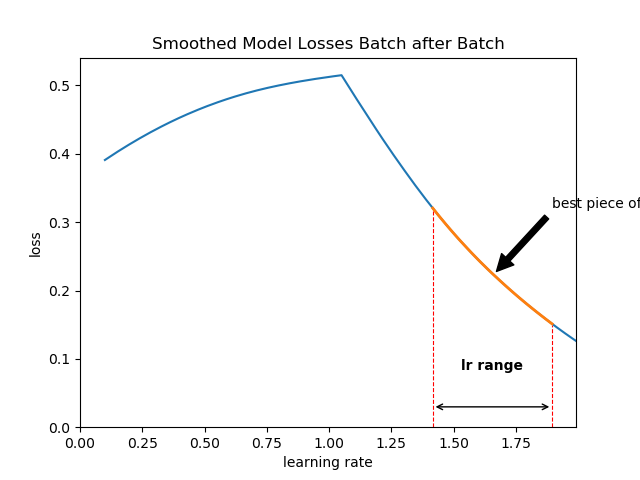 Smoothed Model Losses Batch after Batch
0.5
0.4
0.3
0.2
0.1
0.0
loss
best piece of
lr range
0.00 0.25 0.50 0.75 1.00 1.25 1.50 1.75
learning rate